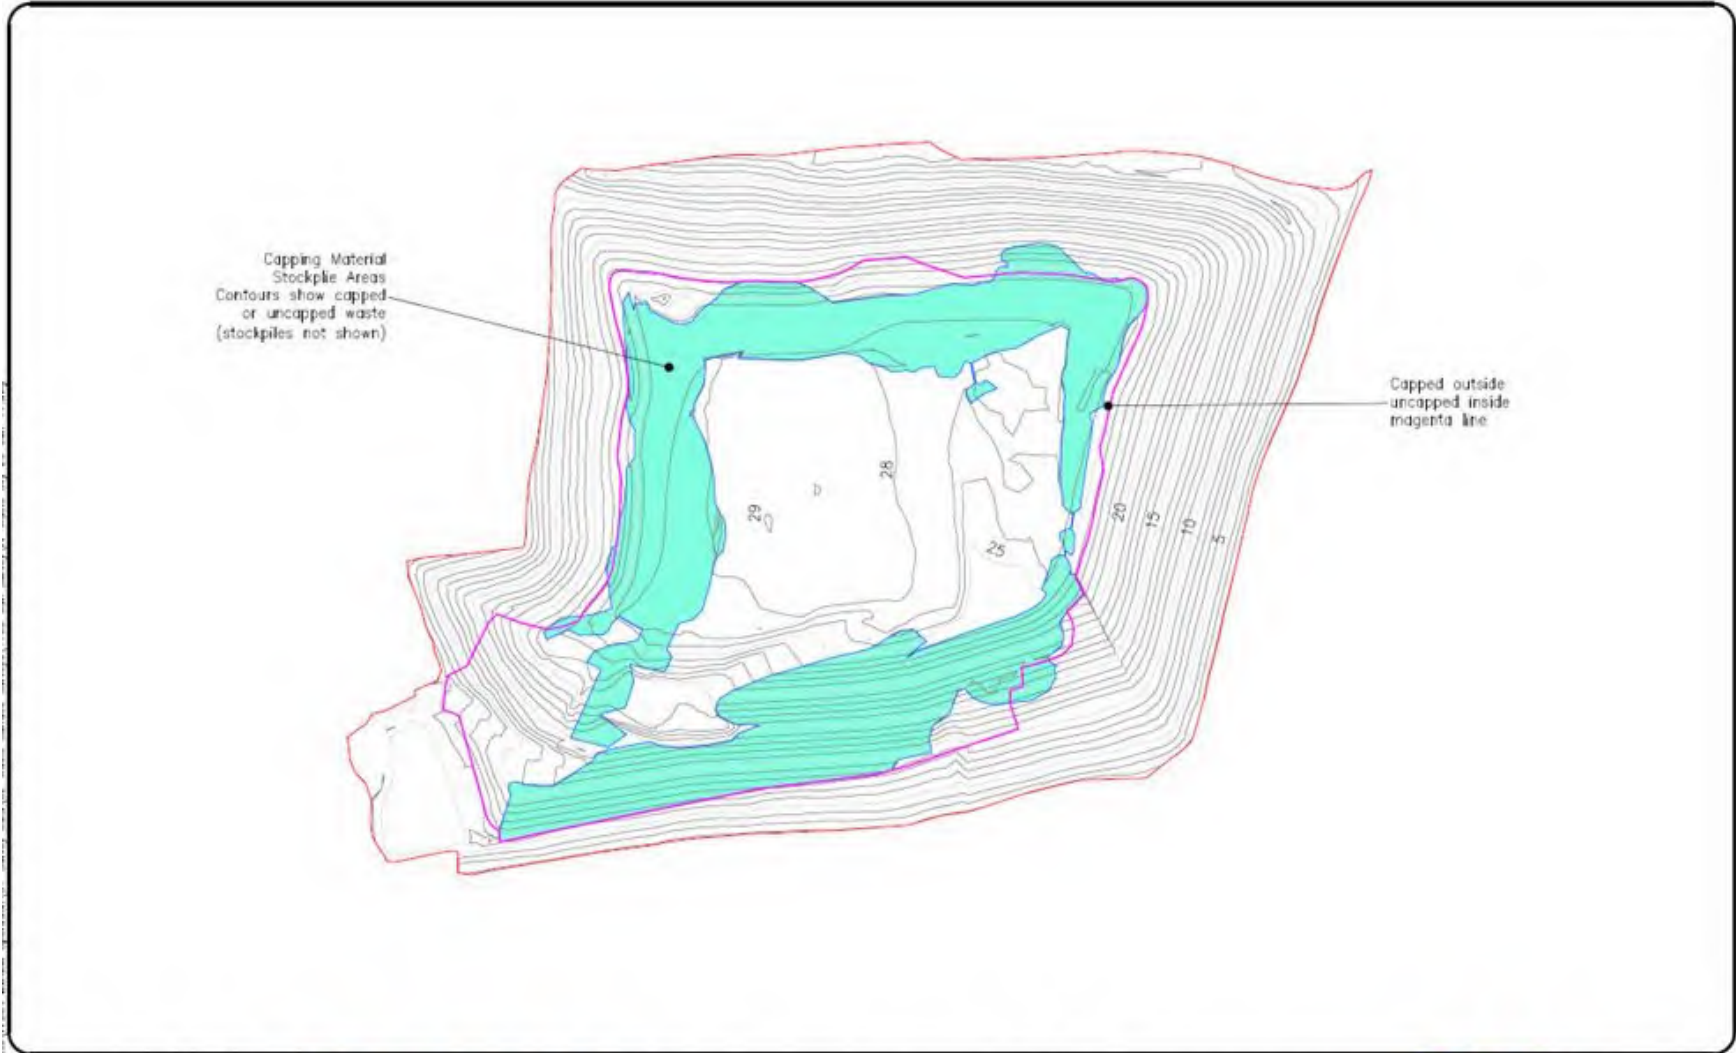 Capping Material
Stockplie Areas
Contours show capped
or uncapped waste
(stockpiles not shown)
Capped outside
uncapped inside
magenta line
28
29
25
20
15
10
5